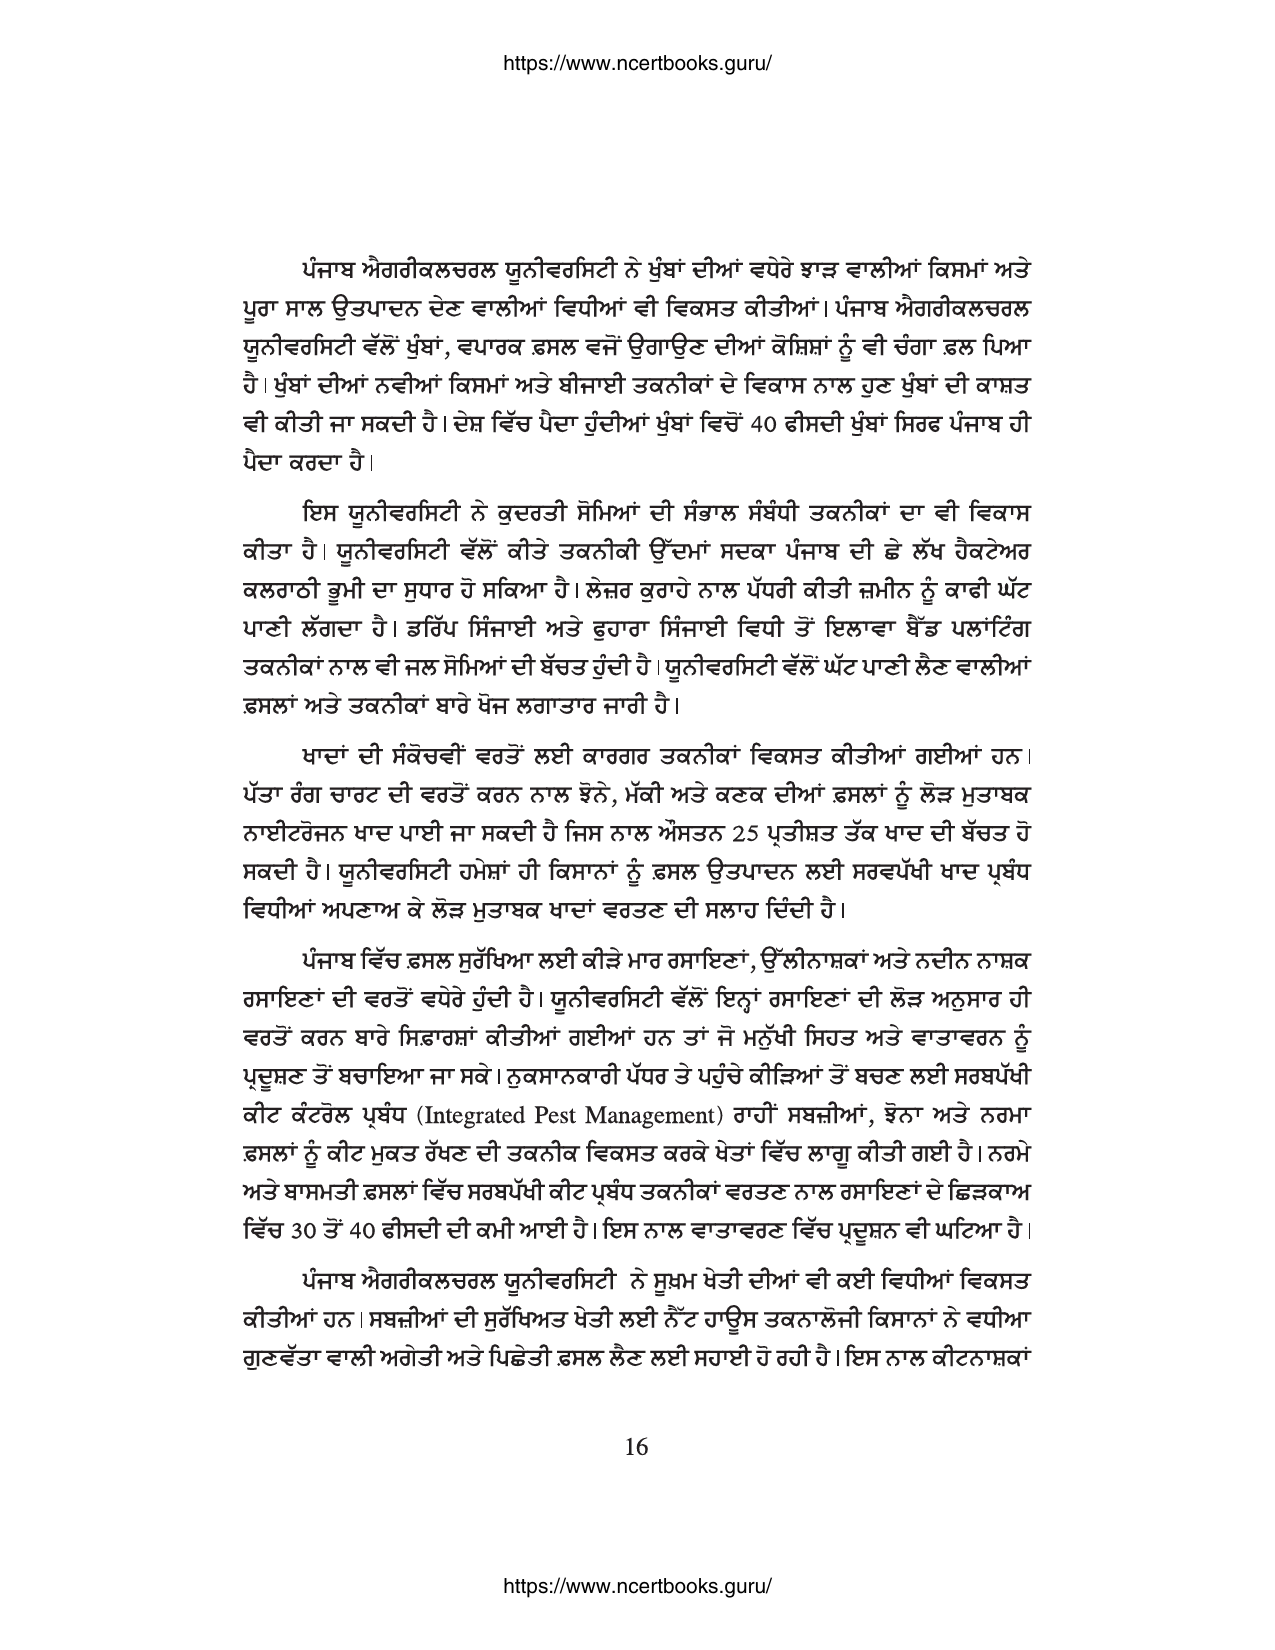 https://www.ncertbooks.guru/
ਪੰਜਾਬ ਐਗਰੀਕਲਚਰਲ ਯੂਨੀਵਰਸਿਟੀ ਨੇ ਖੁੰਬਾਂ ਦੀਆਂ ਵਧੇਰੇ ਝਾੜ ਵਾਲੀਆਂ ਕਿਸਮਾਂ ਅਤੇ
ਪੂਰਾ ਸਾਲ ਉਤਪਾਦਨ ਦੇਣ ਵਾਲੀਆਂ ਵਿਧੀਆਂ ਵੀ ਵਿਕਸਤ ਕੀਤੀਆਂ। ਪੰਜਾਬ ਐਗਰੀਕਲਚਰਲ
ਯੂਨੀਵਰਸਿਟੀ ਵੱਲੋਂ ਖੁੰਬਾਂ, ਵਪਾਰਕ ਫ਼ਸਲ ਵਜੋਂ ਉਗਾਉਣ ਦੀਆਂ ਕੋਸ਼ਿਸ਼ਾਂ ਨੂੰ ਵੀ ਚੰਗਾ ਫ਼ਲ ਪਿਆ
ਹੈ। ਖੁੰਬਾਂ ਦੀਆਂ ਨਵੀਆਂ ਕਿਸਮਾਂ ਅਤੇ ਬੀਜਾਈ ਤਕਨੀਕਾਂ ਦੇ ਵਿਕਾਸ ਨਾਲ ਹੁਣ ਖੁੰਬਾਂ ਦੀ ਕਾਸ਼ਤ
ਵੀ ਕੀਤੀ ਜਾ ਸਕਦੀ ਹੈ। ਦੇਸ਼ ਵਿੱਚ ਪੈਦਾ ਹੁੰਦੀਆਂ ਖੁੰਬਾਂ ਵਿਚੋਂ 40 ਫੀਸਦੀ ਖੁੰਬਾਂ ਸਿਰਫ ਪੰਜਾਬ ਹੀ
ਪੈਦਾ ਕਰਦਾ ਹੈ।
ਇਸ ਯੂਨੀਵਰਸਿਟੀ ਨੇ ਕੁਦਰਤੀ ਸੋਮਿਆਂ ਦੀ ਸੰਭਾਲ ਸੰਬੰਧੀ ਤਕਨੀਕਾਂ ਦਾ ਵੀ ਵਿਕਾਸ
ਕੀਤਾ ਹੈ। ਯੂਨੀਵਰਸਿਟੀ ਵੱਲੋਂ ਕੀਤੇ ਤਕਨੀਕੀ ਉੱਦਮਾਂ ਸਦਕਾ ਪੰਜਾਬ ਦੀ ਛੇ ਲੱਖ ਹੈਕਟੇਅਰ
ਕਲਰਾਠੀ ਭੂਮੀ ਦਾ ਸੁਧਾਰ ਹੋ ਸਕਿਆ ਹੈ। ਲੇਜ਼ਰ ਕੁਰਾਹੇ ਨਾਲ ਪੱਧਰੀ ਕੀਤੀ ਜ਼ਮੀਨ ਨੂੰ ਕਾਫੀ ਘੱਟ
ਪਾਣੀ ਲੱਗਦਾ ਹੈ। ਡਰਿੱਪ ਸਿੰਜਾਈ ਅਤੇ ਫੁਹਾਰਾ ਸਿੰਜਾਈ ਵਿਧੀ ਤੋਂ ਇਲਾਵਾ ਬੈੱਡ ਪਲਾਂਟਿੰਗ
ਤਕਨੀਕਾਂ ਨਾਲ ਵੀ ਜਲ ਸੋਮਿਆਂ ਦੀ ਬੱਚਤ ਹੁੰਦੀ ਹੈ। ਯੂਨੀਵਰਸਿਟੀ ਵੱਲੋਂ ਘੱਟ ਪਾਣੀ ਲੈਣ ਵਾਲੀਆਂ
ਫ਼ਸਲਾਂ ਅਤੇ ਤਕਨੀਕਾਂ ਬਾਰੇ ਖੋਜ ਲਗਾਤਾਰ ਜਾਰੀ ਹੈ।
ਖਾਦਾਂ ਦੀ ਸੰਕੋਚਵੀਂ ਵਰਤੋਂ ਲਈ ਕਾਰਗਰ ਤਕਨੀਕਾਂ ਵਿਕਸਤ ਕੀਤੀਆਂ ਗਈਆਂ ਹਨ।
ਪੱਤਾ ਰੰਗ ਚਾਰਟ ਦੀ ਵਰਤੋਂ ਕਰਨ ਨਾਲ ਝੋਨੇ, ਮੱਕੀ ਅਤੇ ਕਣਕ ਦੀਆਂ ਫ਼ਸਲਾਂ ਨੂੰ ਲੋੜ ਮੁਤਾਬਕ
ਨਾਈਟਰੋਜਨ ਖਾਦ ਪਾਈ ਜਾ ਸਕਦੀ ਹੈ ਜਿਸ ਨਾਲ ਔਸਤਨ 25 ਪ੍ਰਤੀਸ਼ਤ ਤੱਕ ਖਾਦ ਦੀ ਬੱਚਤ ਹੋ
ਸਕਦੀ ਹੈ। ਯੂਨੀਵਰਸਿਟੀ ਹਮੇਸ਼ਾਂ ਹੀ ਕਿਸਾਨਾਂ ਨੂੰ ਫ਼ਸਲ ਉਤਪਾਦਨ ਲਈ ਸਰਵਪੱਖੀ ਖਾਦ ਪ੍ਰਬੰਧ
ਵਿਧੀਆਂ ਅਪਣਾਅ ਕੇ ਲੋੜ ਮੁਤਾਬਕ ਖਾਦਾਂ ਵਰਤਣ ਦੀ ਸਲਾਹ ਦਿੰਦੀ ਹੈ।
ਪੰਜਾਬ ਵਿੱਚ ਫ਼ਸਲ ਸੁਰੱਖਿਆ ਲਈ ਕੀੜੇ ਮਾਰ ਰਸਾਇਣਾਂ, ਉੱਲੀਨਾਸ਼ਕਾਂ ਅਤੇ ਨਦੀਨ ਨਾਸ਼ਕ
ਰਸਾਇਣਾਂ ਦੀ ਵਰਤੋਂ ਵਧੇਰੇ ਹੁੰਦੀ ਹੈ। ਯੂਨੀਵਰਸਿਟੀ ਵੱਲੋਂ ਇਨ੍ਹਾਂ ਰਸਾਇਣਾਂ ਦੀ ਲੋੜ ਅਨੁਸਾਰ ਹੀ
ਵਰਤੋਂ ਕਰਨ ਬਾਰੇ ਸਿਫ਼ਾਰਸ਼ਾਂ ਕੀਤੀਆਂ ਗਈਆਂ ਹਨ ਤਾਂ ਜੋ ਮਨੁੱਖੀ ਸਿਹਤ ਅਤੇ ਵਾਤਾਵਰਨ ਨੂੰ
ਪ੍ਰਦੂਸ਼ਣ ਤੋਂ ਬਚਾਇਆ ਜਾ ਸਕੇ। ਨੁਕਸਾਨਕਾਰੀ ਪੱਧਰ ਤੇ ਪਹੁੰਚੇ ਕੀੜਿਆਂ ਤੋਂ ਬਚਣ ਲਈ ਸਰਬਪੱਖੀ
ਕੀਟ ਕੰਟਰੋਲ ਪ੍ਰਬੰਧ (Integrated Pest Management) ਰਾਹੀਂ ਸਬਜ਼ੀਆਂ, ਝੋਨਾ ਅਤੇ ਨਰਮਾ
ਫ਼ਸਲਾਂ ਨੂੰ ਕੀਟ ਮੁਕਤ ਰੱਖਣ ਦੀ ਤਕਨੀਕ ਵਿਕਸਤ ਕਰਕੇ ਖੇਤਾਂ ਵਿੱਚ ਲਾਗੂ ਕੀਤੀ ਗਈ ਹੈ। ਨਰਮੇ
ਅਤੇ ਬਾਸਮਤੀ ਫ਼ਸਲਾਂ ਵਿੱਚ ਸਰਬਪੱਖੀ ਕੀਟ ਪ੍ਰਬੰਧ ਤਕਨੀਕਾਂ ਵਰਤਣ ਨਾਲ ਰਸਾਇਣਾਂ ਦੇ ਛਿੜਕਾਅ
ਵਿੱਚ 30 ਤੋਂ 40 ਫੀਸਦੀ ਦੀ ਕਮੀ ਆਈ ਹੈ। ਇਸ ਨਾਲ ਵਾਤਾਵਰਣ ਵਿੱਚ ਪ੍ਰਦੂਸ਼ਨ ਵੀ ਘਟਿਆ ਹੈ।
ਪੰਜਾਬ ਐਗਰੀਕਲਚਰਲ ਯੂਨੀਵਰਸਿਟੀ ਨੇ ਸੂਖ਼ਮ ਖੇਤੀ ਦੀਆਂ ਵੀ ਕਈ ਵਿਧੀਆਂ ਵਿਕਸਤ
ਕੀਤੀਆਂ ਹਨ। ਸਬਜ਼ੀਆਂ ਦੀ ਸੁਰੱਖਿਅਤ ਖੇਤੀ ਲਈ ਨੈੱਟ ਹਾਊਸ ਤਕਨਾਲੋਜੀ ਕਿਸਾਨਾਂ ਨੇ ਵਧੀਆ
ਗੁਣਵੱਤਾ ਵਾਲੀ ਅਗੇਤੀ ਅਤੇ ਪਿਛੇਤੀ ਫ਼ਸਲ ਲੈਣ ਲਈ ਸਹਾਈ ਹੋ ਰਹੀ ਹੈ। ਇਸ ਨਾਲ ਕੀਟਨਾਸ਼ਕਾਂ
16
https://www.ncertbooks.guru/